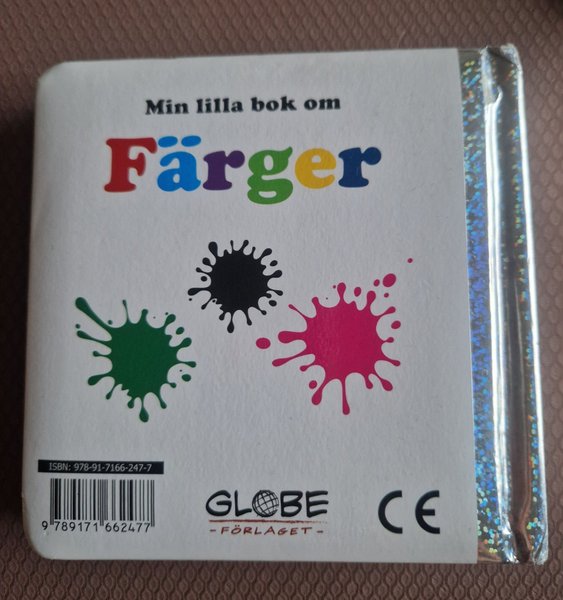 Min lilla bok om
Färger
ISBN: 978-91-7166-247-7
9 789171 662477
GLOBE
- FÖRLAGET -
CE